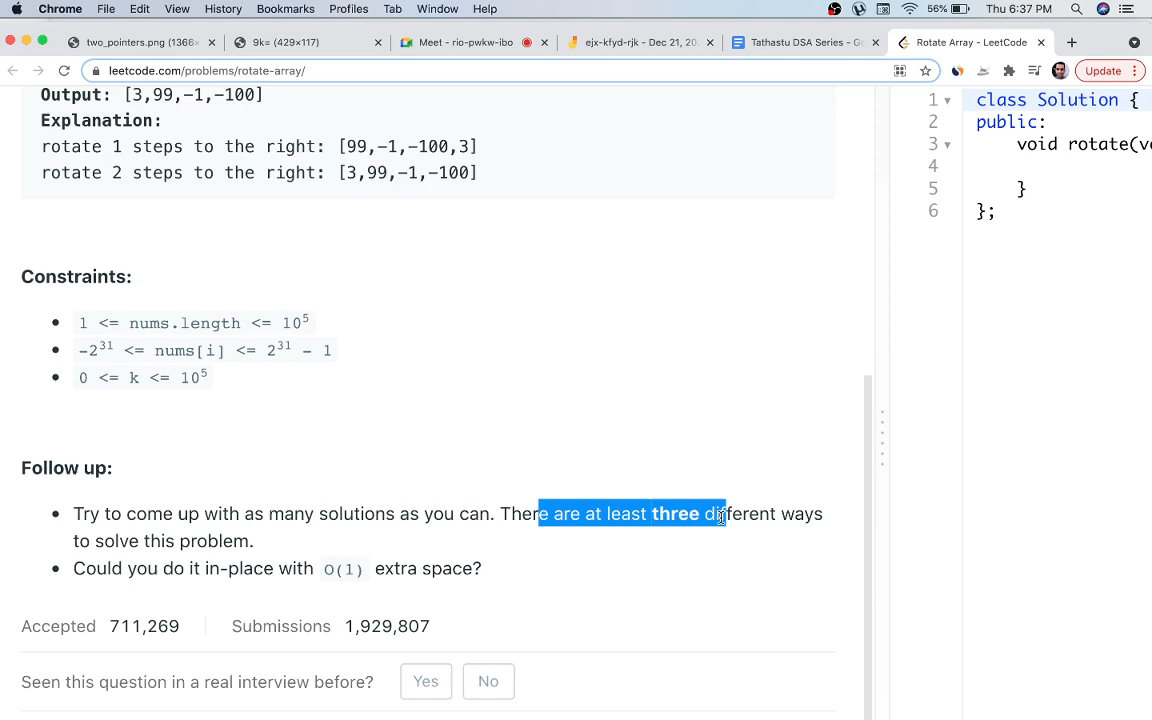 Chrome File Edit View History Bookmarks Profiles Tab Window Help 56% Thu 6:37 PM
two_pointers.png (1366× 9k= (429×117) Meet - rio-pwkw-ibo ejx-kfyd-rjk - Dec 21, 20 Tathastu DSA Series - Go Rotate Array - LeetCode
leetcode.com/problems/rotate-array/ Update
Output: [3,99,-1,-100]
Explanation:
rotate 1 steps to the right: [99,-1,-100,3]
rotate 2 steps to the right: [3,99,-1,-100]
Constraints:
1 <= nums.length <= 10⁵
-2³¹ <= nums[i] <= 2³¹ - 1
0 <= k <= 10⁵
Follow up:
Try to come up with as many solutions as you can. There are at least three different ways
to solve this problem.
Could you do it in-place with O(1) extra space?
Accepted 711,269 Submissions 1,929,807
Seen this question in a real interview before? Yes No
1 class Solution {
2 public:
3 void rotate(ve
4
5 }
6 };